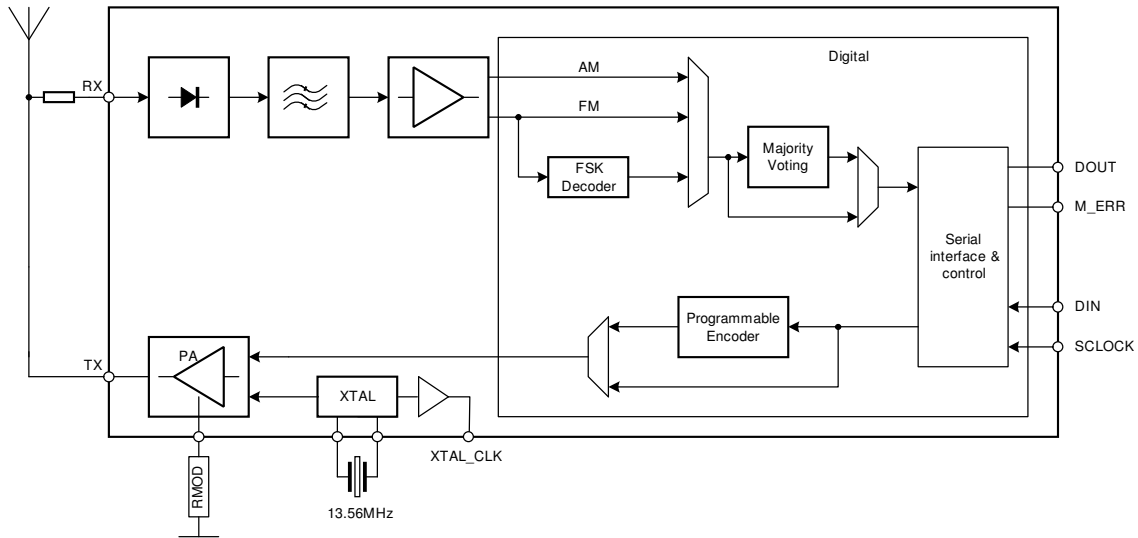 Digital
RX
AM
FM
FSK
Decoder
Majority
Voting
DOUT
M_ERR
Serial
interface &
control
DIN
SCLOCK
Programmable
Encoder
TX
PA
XTAL
XTAL_CLK
RMOD
13.56MHz